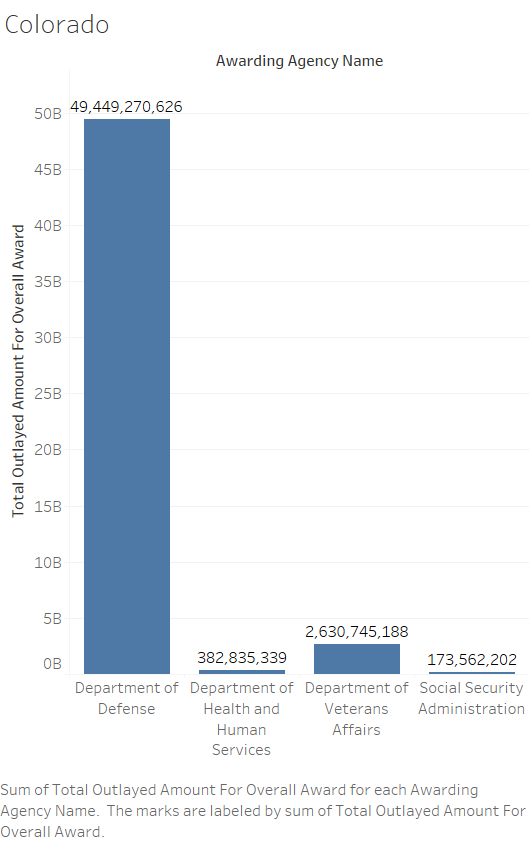 Colorado
Awarding Agency Name
Total Outlayed Amount For Overall Award
50B
45B
40B
35B
30B
25B
20B
15B
10B
5B
0B
49,449,270,626
382,835,339
2,630,745,188
173,562,202
Department of
Defense
Department of
Health and
Human
Services
Department of
Veterans
Affairs
Social Security
Administration
Sum of Total Outlayed Amount For Overall Award for each Awarding
Agency Name.  The marks are labeled by sum of Total Outlayed Amount For
Overall Award.